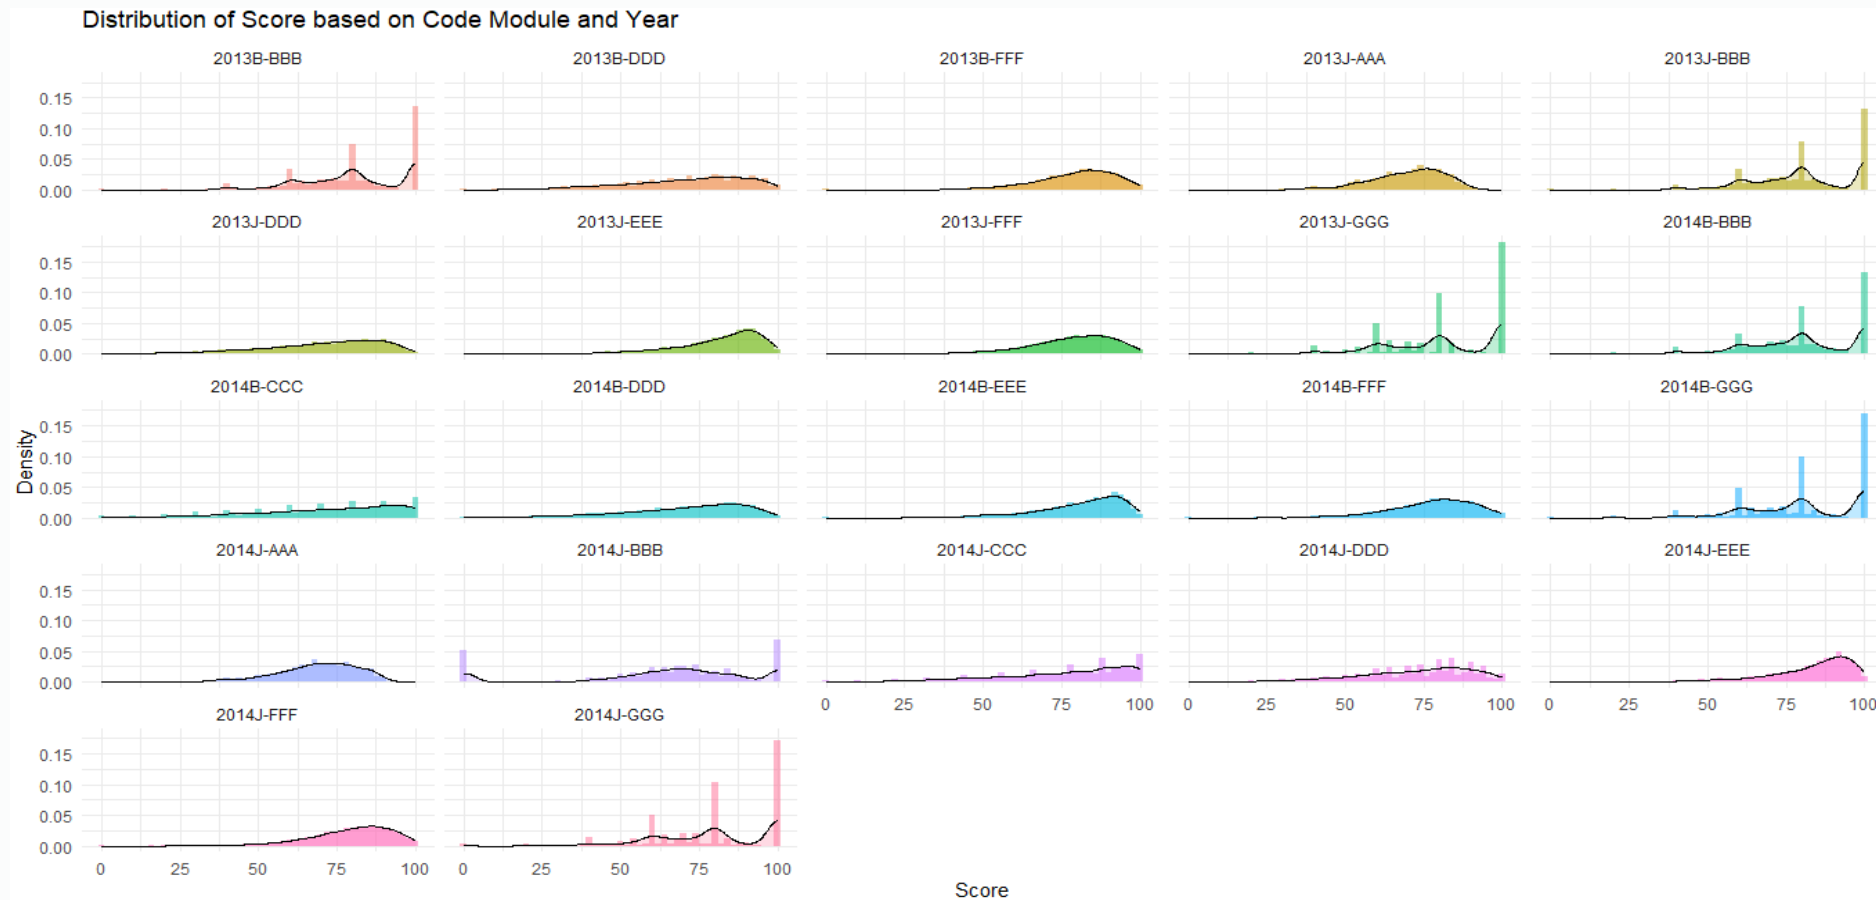 Distribution of Score based on Code Module and Year
2013B-BBB 2013B-DDD 2013B-FFF 2013J-AAA 2013J-BBB
0.15
0.10
0.05
0.00
2013J-DDD 2013J-EEE 2013J-FFF 2013J-GGG 2014B-BBB
0.15
0.10
0.05
0.00
2014B-CCC 2014B-DDD 2014B-EEE 2014B-FFF 2014B-GGG
0.15
0.10
0.05
0.00
Density
2014J-AAA 2014J-BBB 2014J-CCC 2014J-DDD 2014J-EEE
0.15
0.10
0.05
0.00
0 25 50 75 100 0 25 50 75 100 0 25 50 75 100
2014J-FFF 2014J-GGG
0.15
0.10
0.05
0.00
0 25 50 75 100 0 25 50 75 100
Score